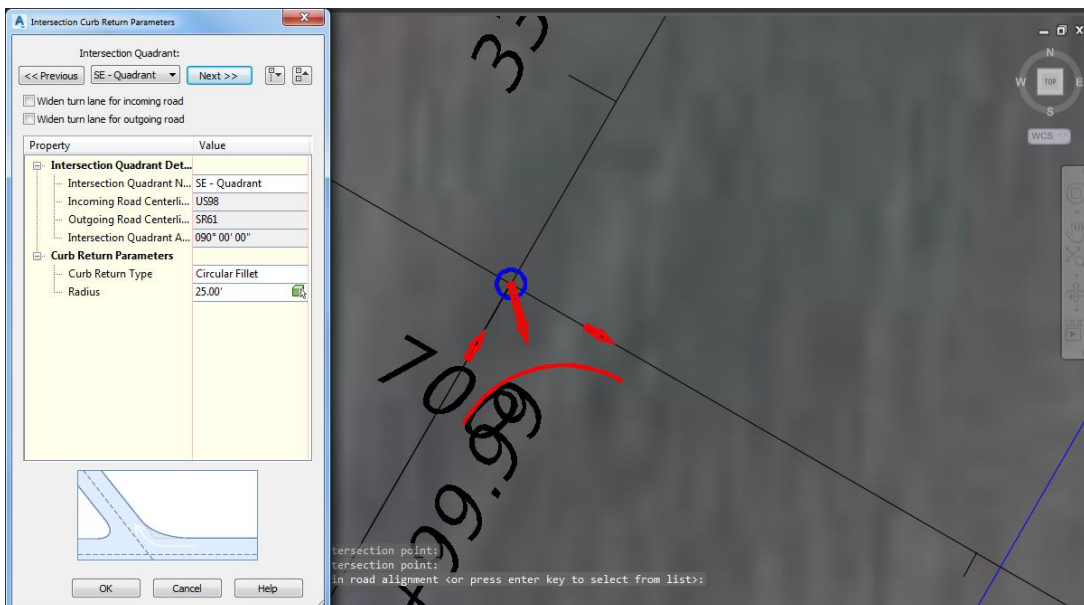 Intersection Curb Return Parameters
Intersection Quadrant:
<< Previous
SE - Quadrant
Next >>
Widen turn lane for incoming road
Widen turn lane for outgoing road
Property Value
Intersection Quadrant Det...
Intersection Quadrant N... SE - Quadrant
Incoming Road Centerli... US98
Outgoing Road Centerli... SR61
Intersection Quadrant A... 090° 00' 00"
Curb Return Parameters
Curb Return Type Circular Fillet
Radius 25.00'
OK Cancel Help
N
W TOP E
S
WCS
70
99.99
tersection point:
tersection point:
in road alignment <or press enter key to select from list>: